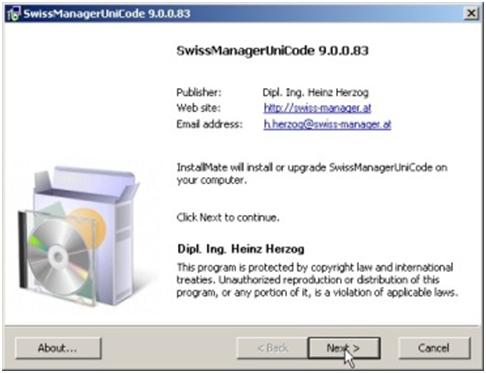 SwissManagerUniCode 9.0.0.83
SwissManagerUniCode 9.0.0.83
Publisher: Dipl. Ing. Heinz Herzog
Web site: http://swiss-manager.at
Email address: h.herzog@swiss-manager.at
InstallMate will install or upgrade SwissManagerUniCode on
your computer.
Click Next to continue.
Dipl. Ing. Heinz Herzog
This program is protected by copyright law and international
treaties. Unauthorized reproduction or distribution of this
program, or any portion of it, is a violation of applicable laws.
About... < Back Next > Cancel